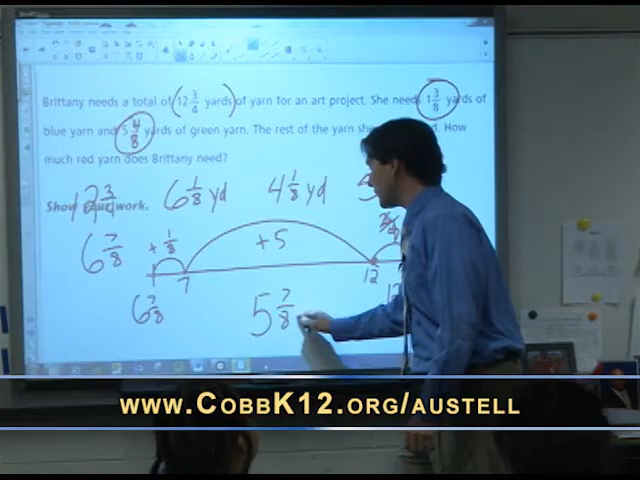 Brittany needs a total of (12 3/4 yards) of yarn for an art project. She needs 1 3/8 yards of
blue yarn and 5 4/8 yards of green yarn. The rest of the yarn How
much red yarn does Brittany need?
Show your work.
12 3/4 6 1/8 yd 4 1/8 yd
+ 1/8 + 5
6 7/8
7 12
6 7/8 5 7/8
www.CobbK12.org/austell